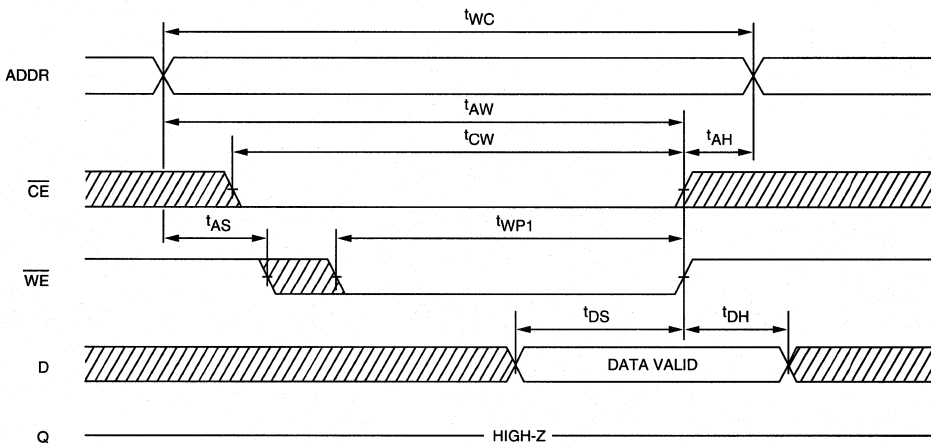 tWC
ADDR
tAW
tCW
tAH
CE
tAS
tWP1
WE
tDS
tDH
D
DATA VALID
Q
HIGH-Z